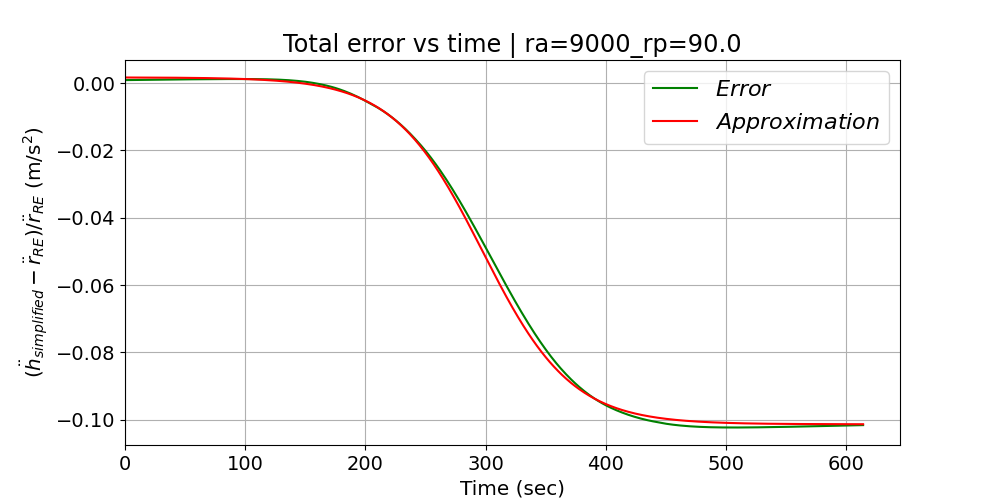 Total error vs time | ra=9000_rp=90.0
Error
Approximation
(ḧsimplified − r̈RE)/r̈RE (m/s²)
0.00
−0.02
−0.04
−0.06
−0.08
−0.10
0 100 200 300 400 500 600
Time (sec)